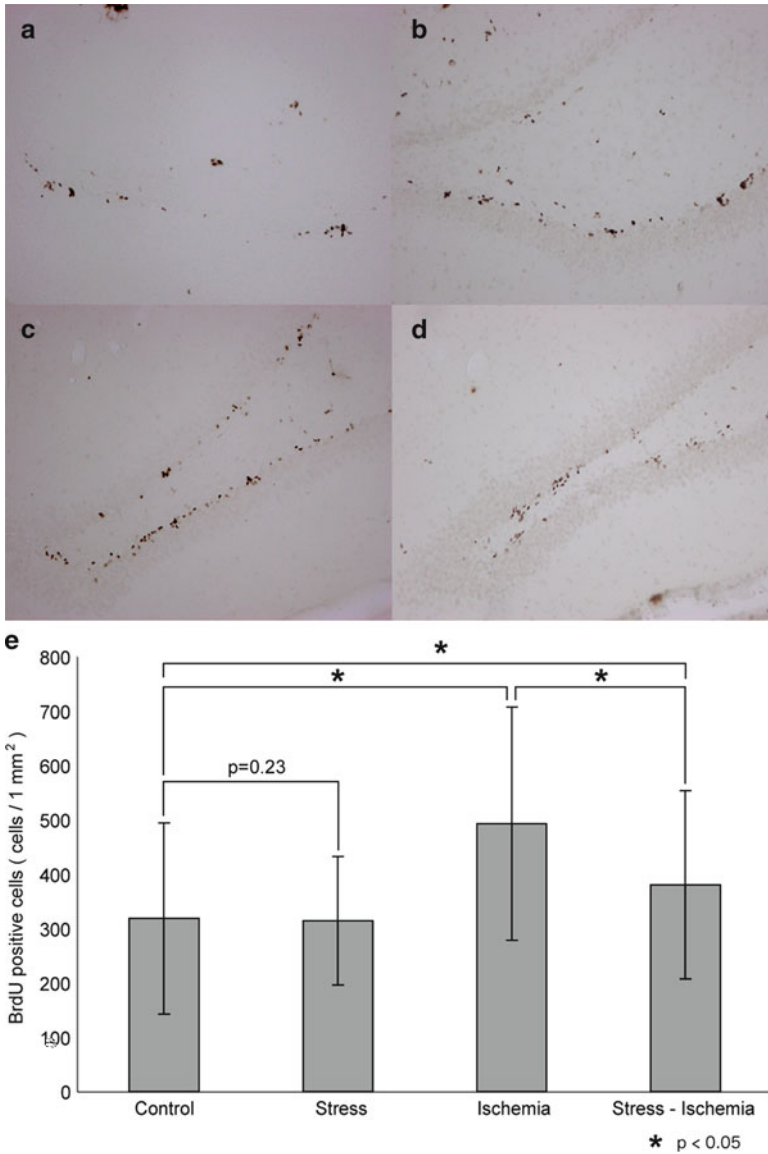 a
b
c
d
e
BrdU positive cells ( cells / 1 mm² )
800
700
600
500
400
300
200
100
0
*
*
*
p=0.23
Control
Stress
Ischemia
Stress - Ischemia
* p < 0.05